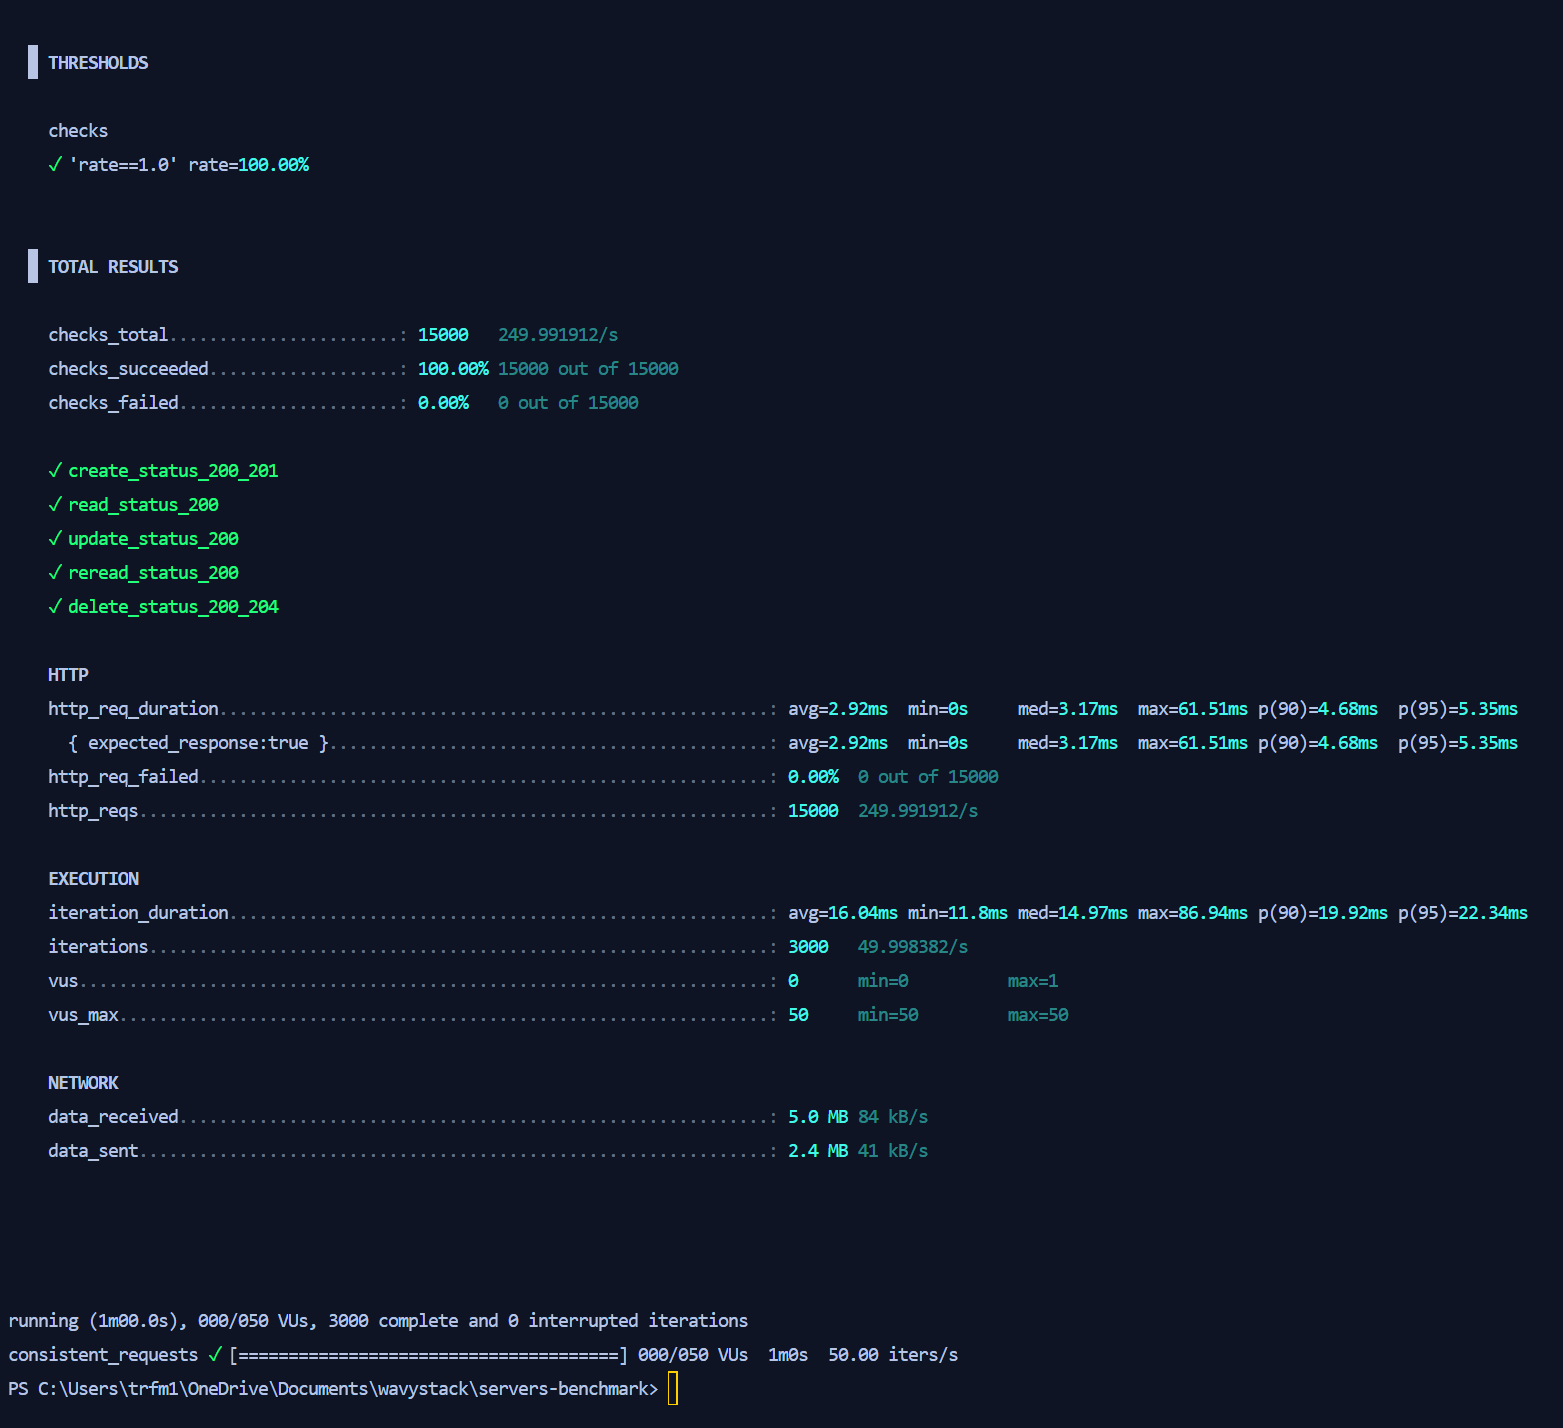 THRESHOLDS
checks
✓ 'rate==1.0' rate=100.00%
TOTAL RESULTS
checks_total.......................: 15000   249.991912/s
checks_succeeded...................: 100.00% 15000 out of 15000
checks_failed......................: 0.00%   0 out of 15000
✓ create_status_200_201
✓ read_status_200
✓ update_status_200
✓ reread_status_200
✓ delete_status_200_204
HTTP
http_req_duration.......................................................: avg=2.92ms  min=0s     med=3.17ms  max=61.51ms p(90)=4.68ms  p(95)=5.35ms
{ expected_response:true }............................................: avg=2.92ms  min=0s     med=3.17ms  max=61.51ms p(90)=4.68ms  p(95)=5.35ms
http_req_failed.........................................................: 0.00%  0 out of 15000
http_reqs...............................................................: 15000  249.991912/s
EXECUTION
iteration_duration......................................................: avg=16.04ms min=11.8ms med=14.97ms max=86.94ms p(90)=19.92ms p(95)=22.34ms
iterations..............................................................: 3000   49.998382/s
vus.....................................................................: 0      min=0          max=1
vus_max.................................................................: 50     min=50         max=50
NETWORK
data_received...........................................................: 5.0 MB 84 kB/s
data_sent...............................................................: 2.4 MB 41 kB/s
running (1m00.0s), 000/050 VUs, 3000 complete and 0 interrupted iterations
consistent_requests ✓ [======================================] 000/050 VUs  1m0s  50.00 iters/s
PS C:\Users\trfm1\OneDrive\Documents\wavystack\servers-benchmark>